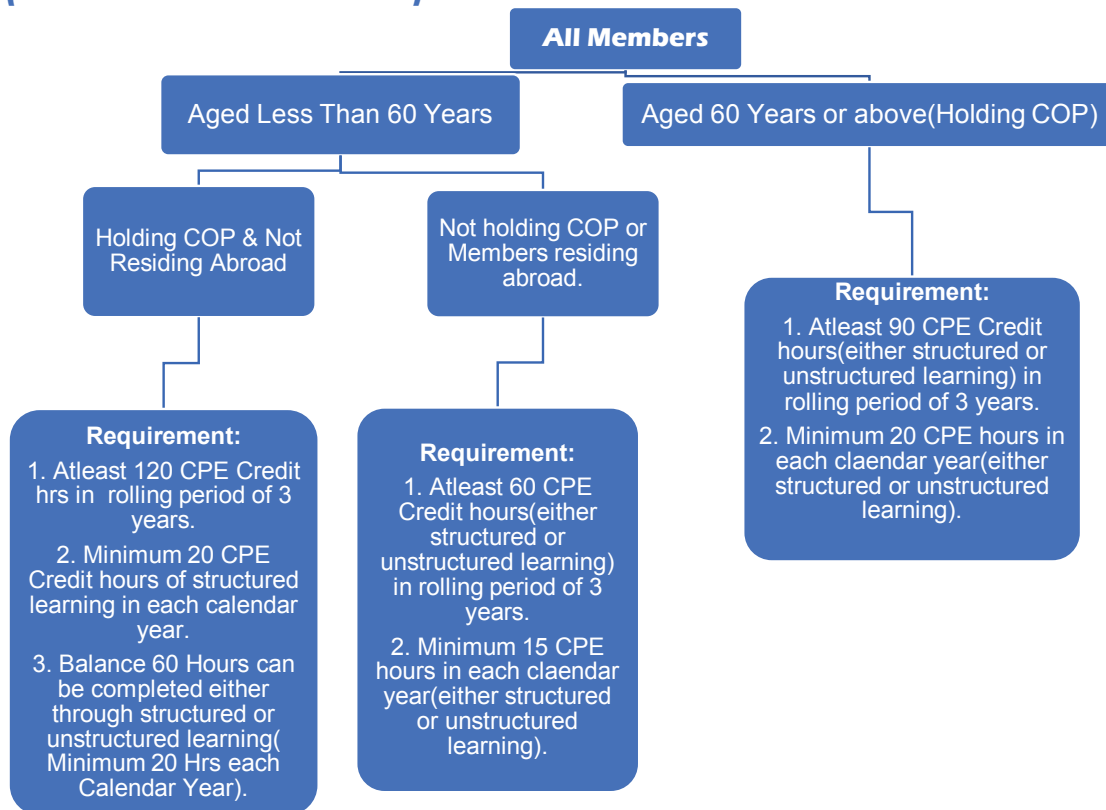 All Members
Aged Less Than 60 Years
Aged 60 Years or above(Holding COP)
Holding COP & Not
Residing Abroad
Not holding COP or
Members residing
abroad.
Requirement:
1. Atleast 120 CPE Credit
hrs in rolling period of 3
years.
2. Minimum 20 CPE
Credit hours of structured
learning in each calendar
year.
3. Balance 60 Hours can
be completed either
through structured or
unstructured learning(
Minimum 20 Hrs each
Calendar Year).
Requirement:
1. Atleast 60 CPE
Credit hours(either
structured or
unstructured learning)
in rolling period of 3
years.
2. Minimum 15 CPE
hours in each claendar
year(either structured
or unstructured
learning).
Requirement:
1. Atleast 90 CPE Credit
hours(either structured or
unstructured learning) in
rolling period of 3 years.
2. Minimum 20 CPE hours in
each claendar year(either
structured or unstructured
learning).